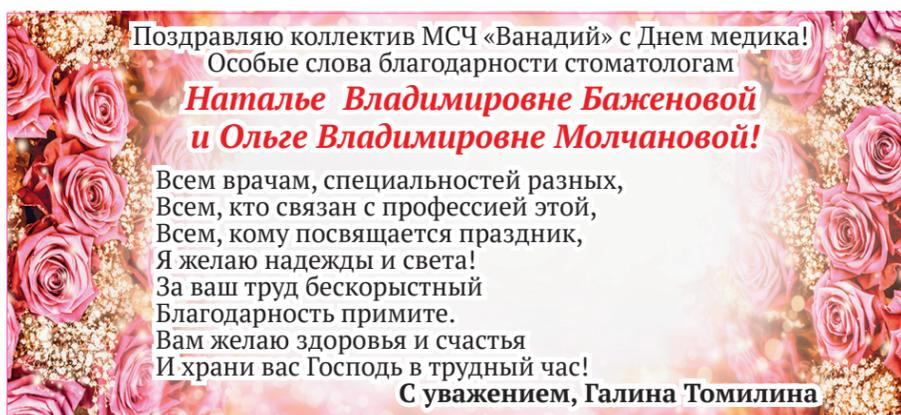 Поздравляю коллектив МСЧ «Ванадий» с Днем медика!
Особые слова благодарности стоматологам
Наталье Владимировне Баженовой
и Ольге Владимировне Молчановой!
Всем врачам, специальностей разных,
Всем, кто связан с профессией этой,
Всем, кому посвящается праздник,
Я желаю надежды и света!
За ваш труд бескорыстный
Благодарность примите.
Вам желаю здоровья и счастья
И храни вас Господь в трудный час!
С уважением, Галина Томилина